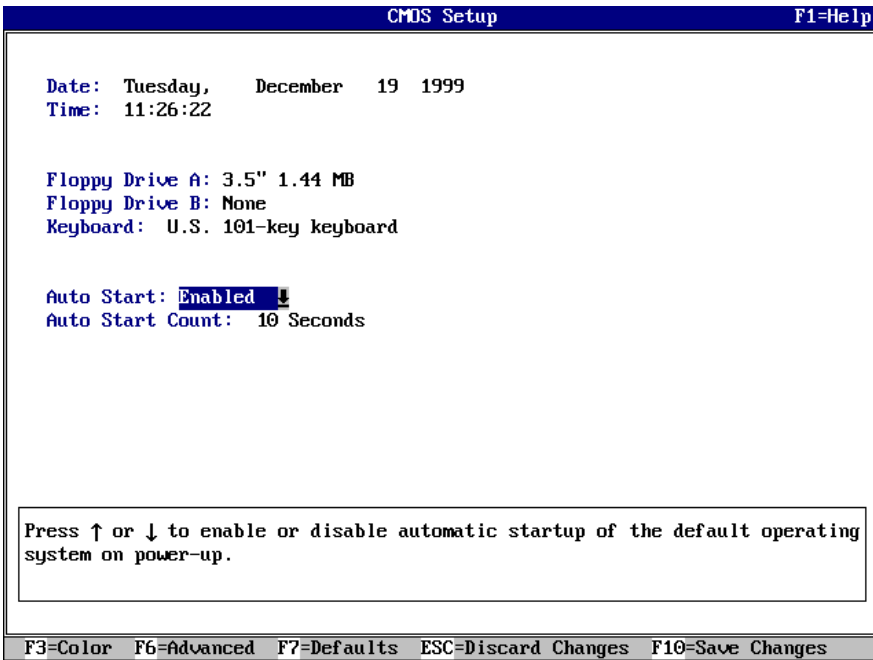 CMOS Setup F1=Help
Date: Tuesday, December 19 1999
Time: 11:26:22
Floppy Drive A: 3.5" 1.44 MB
Floppy Drive B: None
Keyboard: U.S. 101-key keyboard
Auto Start: Enabled ↓
Auto Start Count: 10 Seconds
Press ↑ or ↓ to enable or disable automatic startup of the default operating
system on power-up.
F3=Color F6=Advanced F7=Defaults ESC=Discard Changes F10=Save Changes